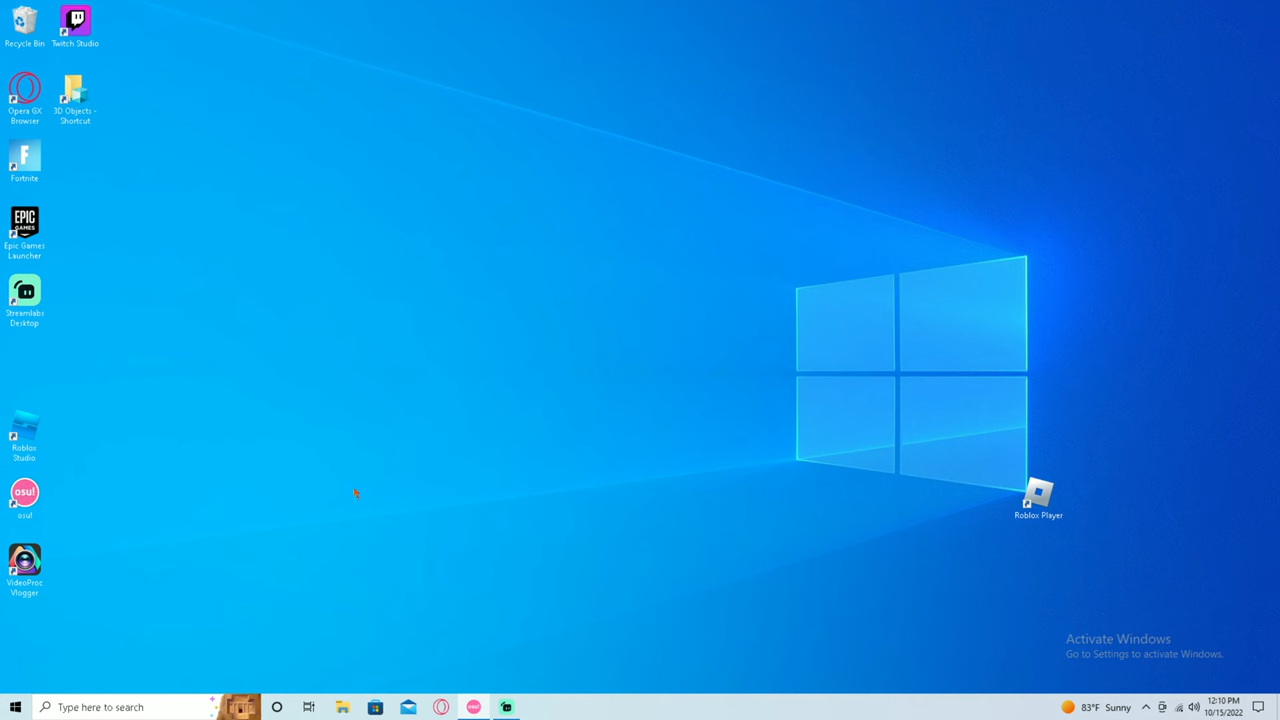 Recycle Bin
Twitch Studio
Opera GX
Browser
3D Objects -
Shortcut
F
Fortnite
EPIC
GAMES
Epic Games
Launcher
Streamlabs
Desktop
Roblox
Studio
osu!
osu!
VideoProc
Vlogger
Roblox Player
Activate Windows
Go to Settings to activate Windows.
Type here to search
osu!
83°F Sunny
12:10 PM
10/15/2022